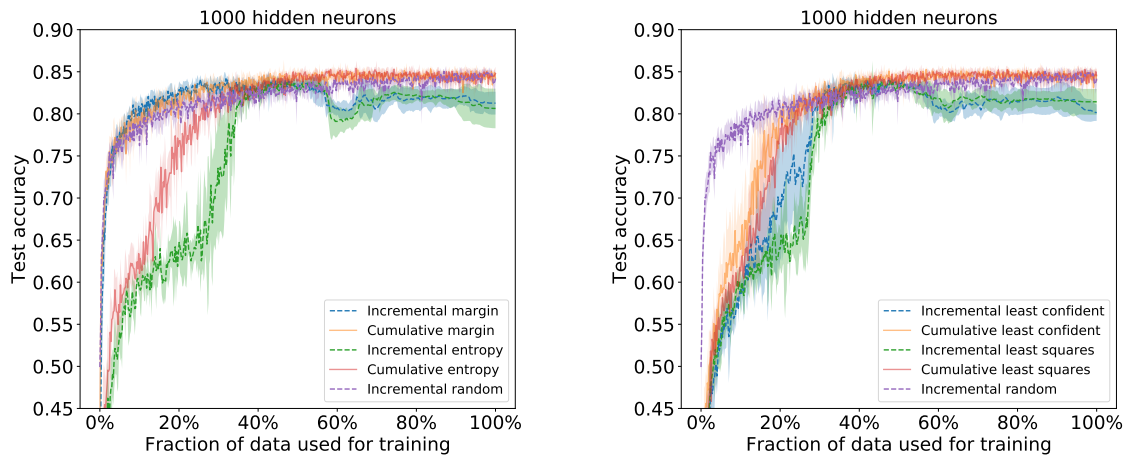 1000 hidden neurons
0.90
0.85
0.80
0.75
0.70
0.65
0.60
0.55
0.50
0.45
Test accuracy
Incremental margin
Cumulative margin
Incremental entropy
Cumulative entropy
Incremental random
0% 20% 40% 60% 80% 100%
Fraction of data used for training
1000 hidden neurons
0.90
0.85
0.80
0.75
0.70
0.65
0.60
0.55
0.50
0.45
Test accuracy
Incremental least confident
Cumulative least confident
Incremental least squares
Cumulative least squares
Incremental random
0% 20% 40% 60% 80% 100%
Fraction of data used for training